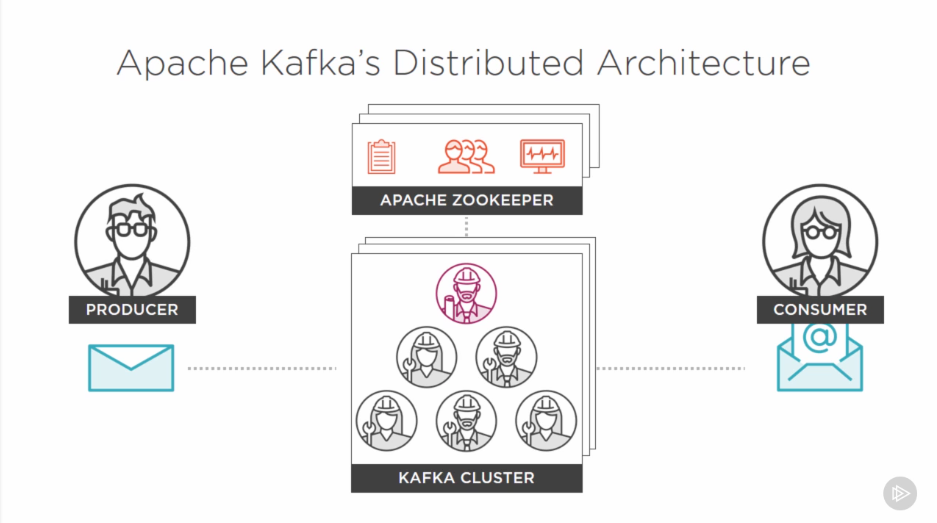 Apache Kafka's Distributed Architecture
APACHE ZOOKEEPER
PRODUCER
CONSUMER
@
KAFKA CLUSTER